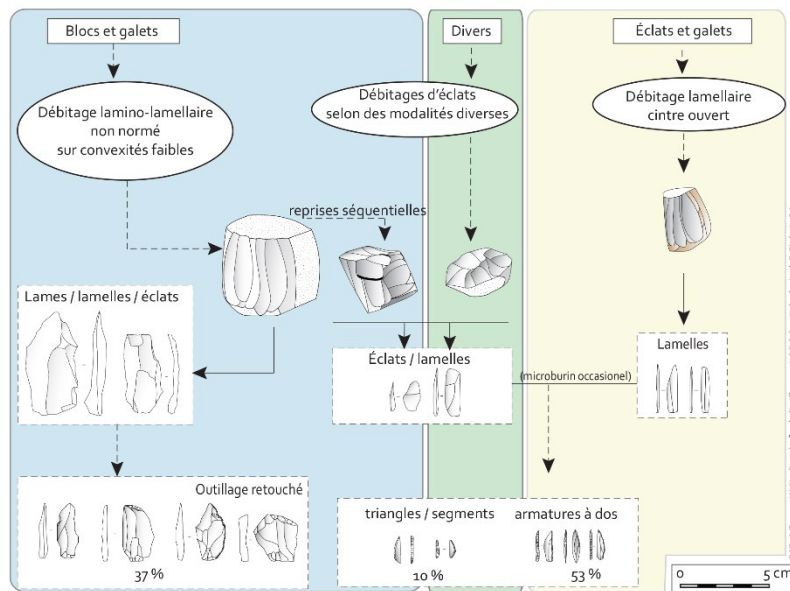 Blocs et galets
Divers
Éclats et galets
Débitage lamino-lamellaire
non normé
sur convexités faibles
Débitages d'éclats
selon des modalités diverses
Débitage lamellaire
cintre ouvert
reprises séquentielles
Lames / lamelles / éclats
Éclats / lamelles
(microburin occasionel)
Lamelles
Outillage retouché
37 %
triangles / segments
armatures à dos
10 %
53 %
0
5 cm